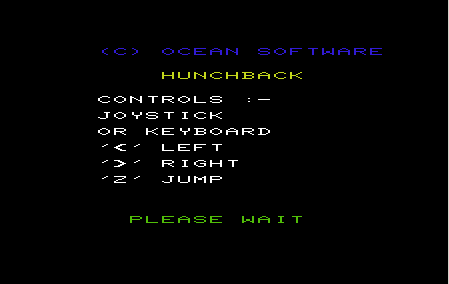 (C) OCEAN SOFTWARE
HUNCHBACK
CONTROLS :-
JOYSTICK
OR KEYBOARD
'<' LEFT
'>' RIGHT
'Z' JUMP
PLEASE WAIT